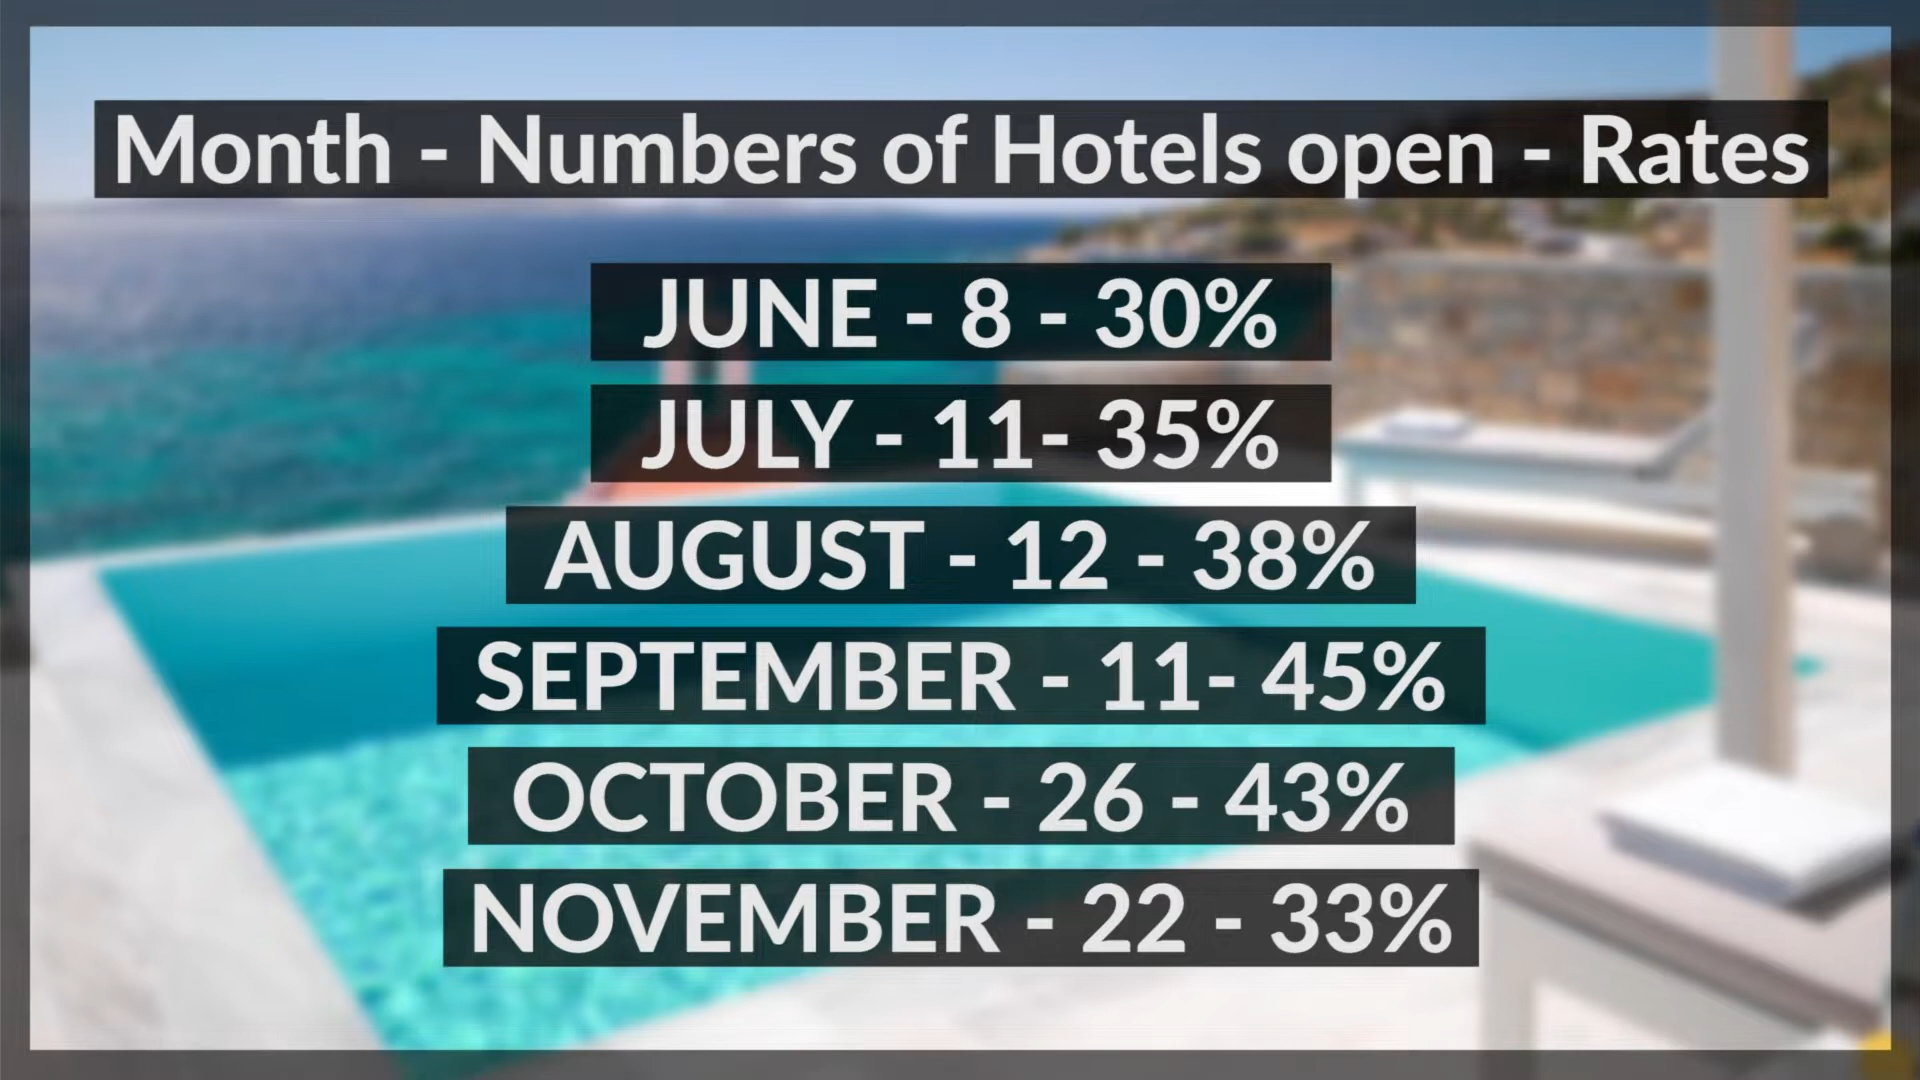 Month - Numbers of Hotels open - Rates
JUNE - 8 - 30%
JULY - 11- 35%
AUGUST - 12 - 38%
SEPTEMBER - 11- 45%
OCTOBER - 26 - 43%
NOVEMBER - 22 - 33%